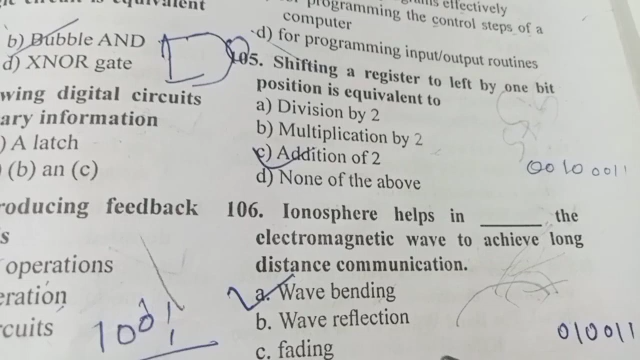 effectively
programming the control steps of a
computer
d) for programming input/output routines
b) Bubble AND
d) XNOR gate
wing digital circuits
ary information
) A latch
(b) an (c)
roducing feedback
s
operations
eration
cuits
1001
105. Shifting a register to left by one bit
position is equivalent to
a) Division by 2
b) Multiplication by 2
c) Addition of 2
d) None of the above
00100011
106. Ionosphere helps in ______ the
electromagnetic wave to achieve long
distance communication.
a. Wave bending
b. Wave reflection
c. fading
010011